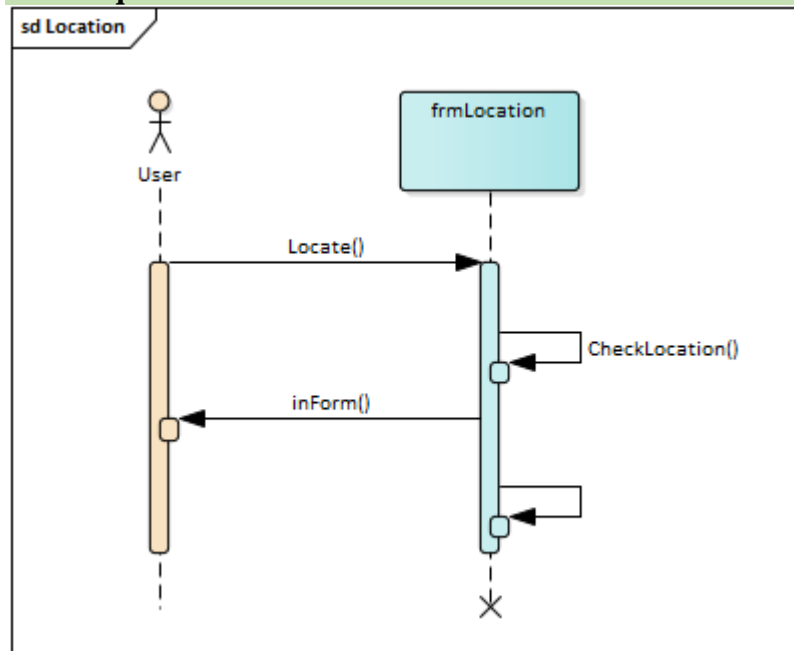 sd Location
frmLocation
User
Locate()
CheckLocation()
inForm()